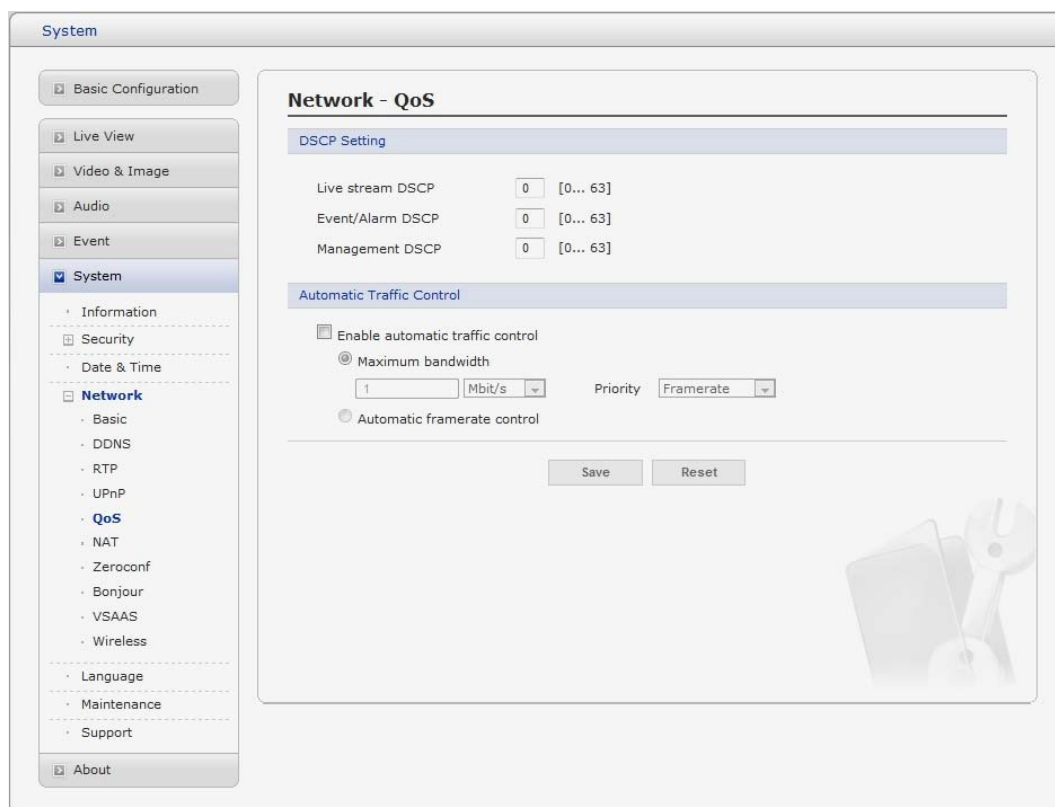 System
Basic Configuration
Live View
Video & Image
Audio
Event
System
Information
Security
Date & Time
Network
Basic
DDNS
RTP
UPnP
QoS
NAT
Zeroconf
Bonjour
VSAAS
Wireless
Language
Maintenance
Support
About
Network - QoS
DSCP Setting
Live stream DSCP 0 [0... 63]
Event/Alarm DSCP 0 [0... 63]
Management DSCP 0 [0... 63]
Automatic Traffic Control
Enable automatic traffic control
Maximum bandwidth
1 Mbit/s Priority Framerate
Automatic framerate control
Save Reset